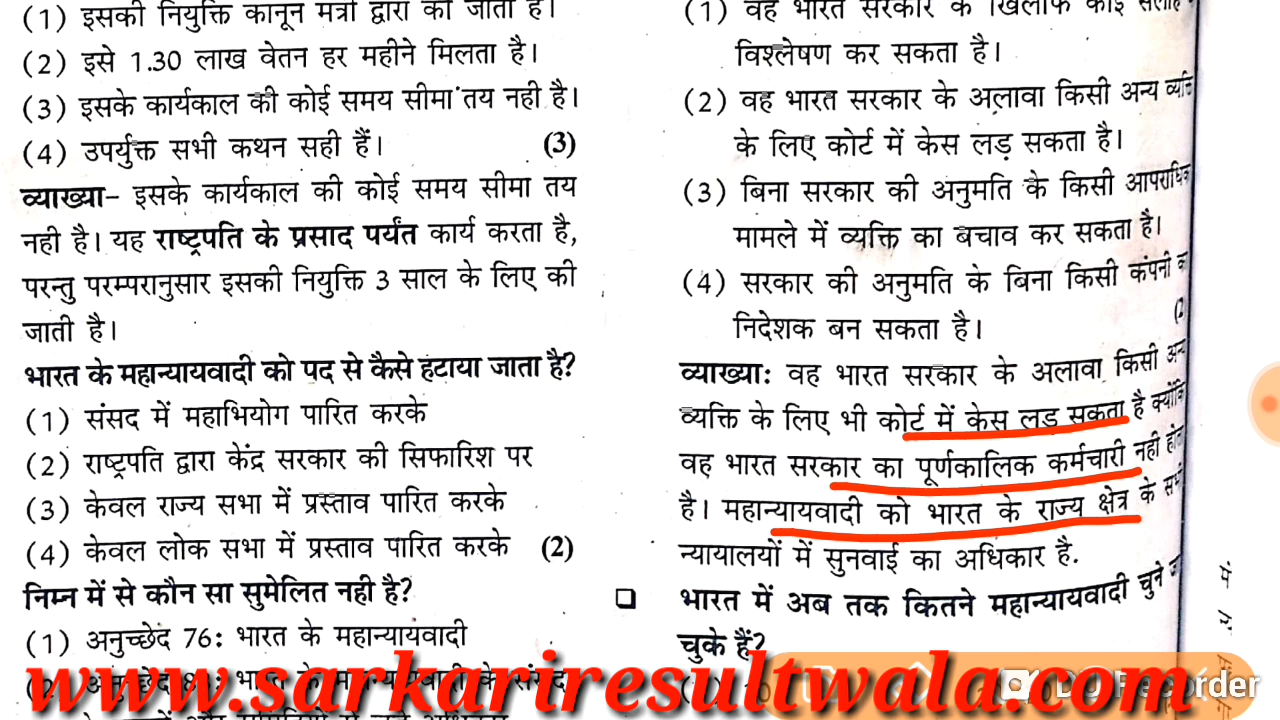 (1) इसकी नियुक्ति कानून मंत्री द्वारा की जाती है।
(2) इसे 1.30 लाख वेतन हर महीने मिलता है।
(3) इसके कार्यकाल की कोई समय सीमा तय नही है।
(4) उपर्युक्त सभी कथन सही हैं। (3)
व्याख्या- इसके कार्यकाल की कोई समय सीमा तय
नही है। यह राष्ट्रपति के प्रसाद पर्यंत कार्य करता है,
परन्तु परम्परानुसार इसकी नियुक्ति 3 साल के लिए की
जाती है।
भारत के महान्यायवादी को पद से कैसे हटाया जाता है?
(1) संसद में महाभियोग पारित करके
(2) राष्ट्रपति द्वारा केंद्र सरकार की सिफारिश पर
(3) केवल राज्य सभा में प्रस्ताव पारित करके
(4) केवल लोक सभा में प्रस्ताव पारित करके (2)
निम्न में से कौन सा सुमेलित नही है?
(1) अनुच्छेद 76: भारत के महान्यायवादी
(1) वह भारत सरकार के खिलाफ कोई सलाह
विश्लेषण कर सकता है।
(2) वह भारत सरकार के अलावा किसी अन्य
के लिए कोर्ट में केस लड़ सकता है।
(3) बिना सरकार की अनुमति के किसी आपराधिक
मामले में व्यक्ति का बचाव कर सकता है।
(4) सरकार की अनुमति के बिना किसी कंपनी
निदेशक बन सकता है।
व्याख्या: वह भारत सरकार के अलावा किसी अन्य
व्यक्ति के लिए भी कोर्ट में केस लड़ सकता है क्योंकि
वह भारत सरकार का पूर्णकालिक कर्मचारी नही
है। महान्यायवादी को भारत के राज्य क्षेत्र के
न्यायालयों में सुनवाई का अधिकार है.
भारत में अब तक कितने महान्यायवादी चुने
चुके हैं?
www.sarkariresultwala.com